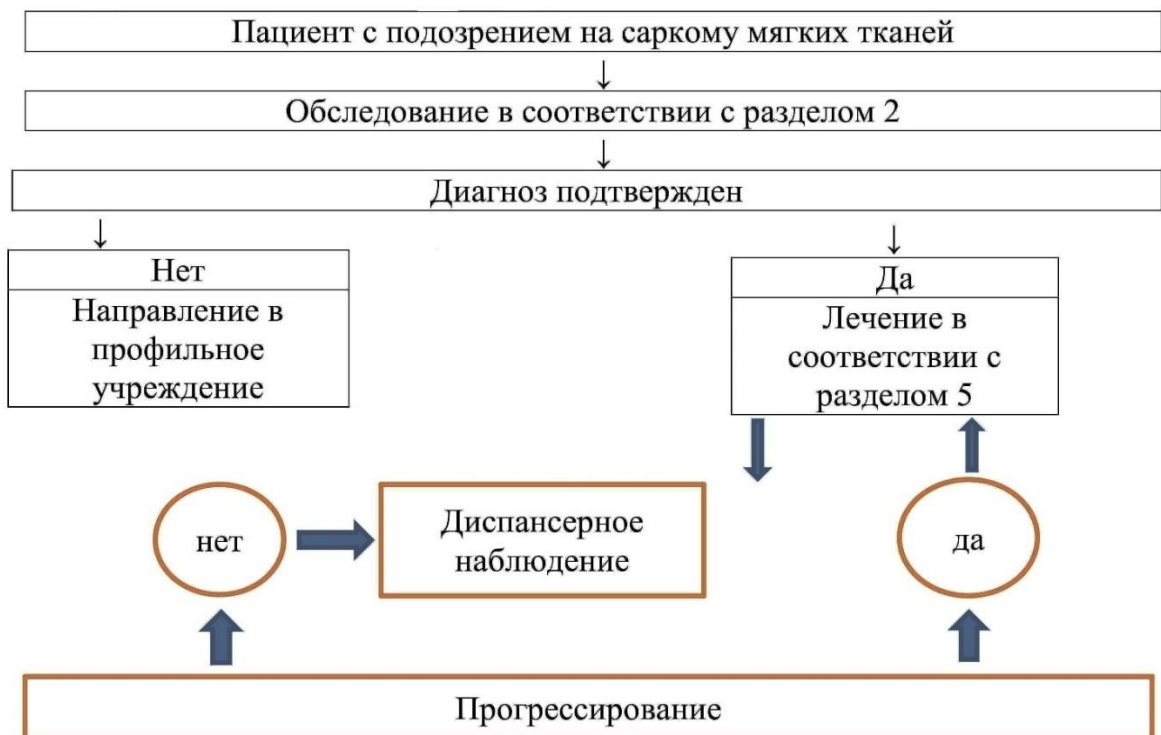 Пациент с подозрением на саркому мягких тканей
Обследование в соответствии с разделом 2
Диагноз подтвержден
Нет
Направление в
профильное
учреждение
Да
Лечение в
соответствии с
разделом 5
нет
Диспансерное
наблюдение
да
Прогрессирование